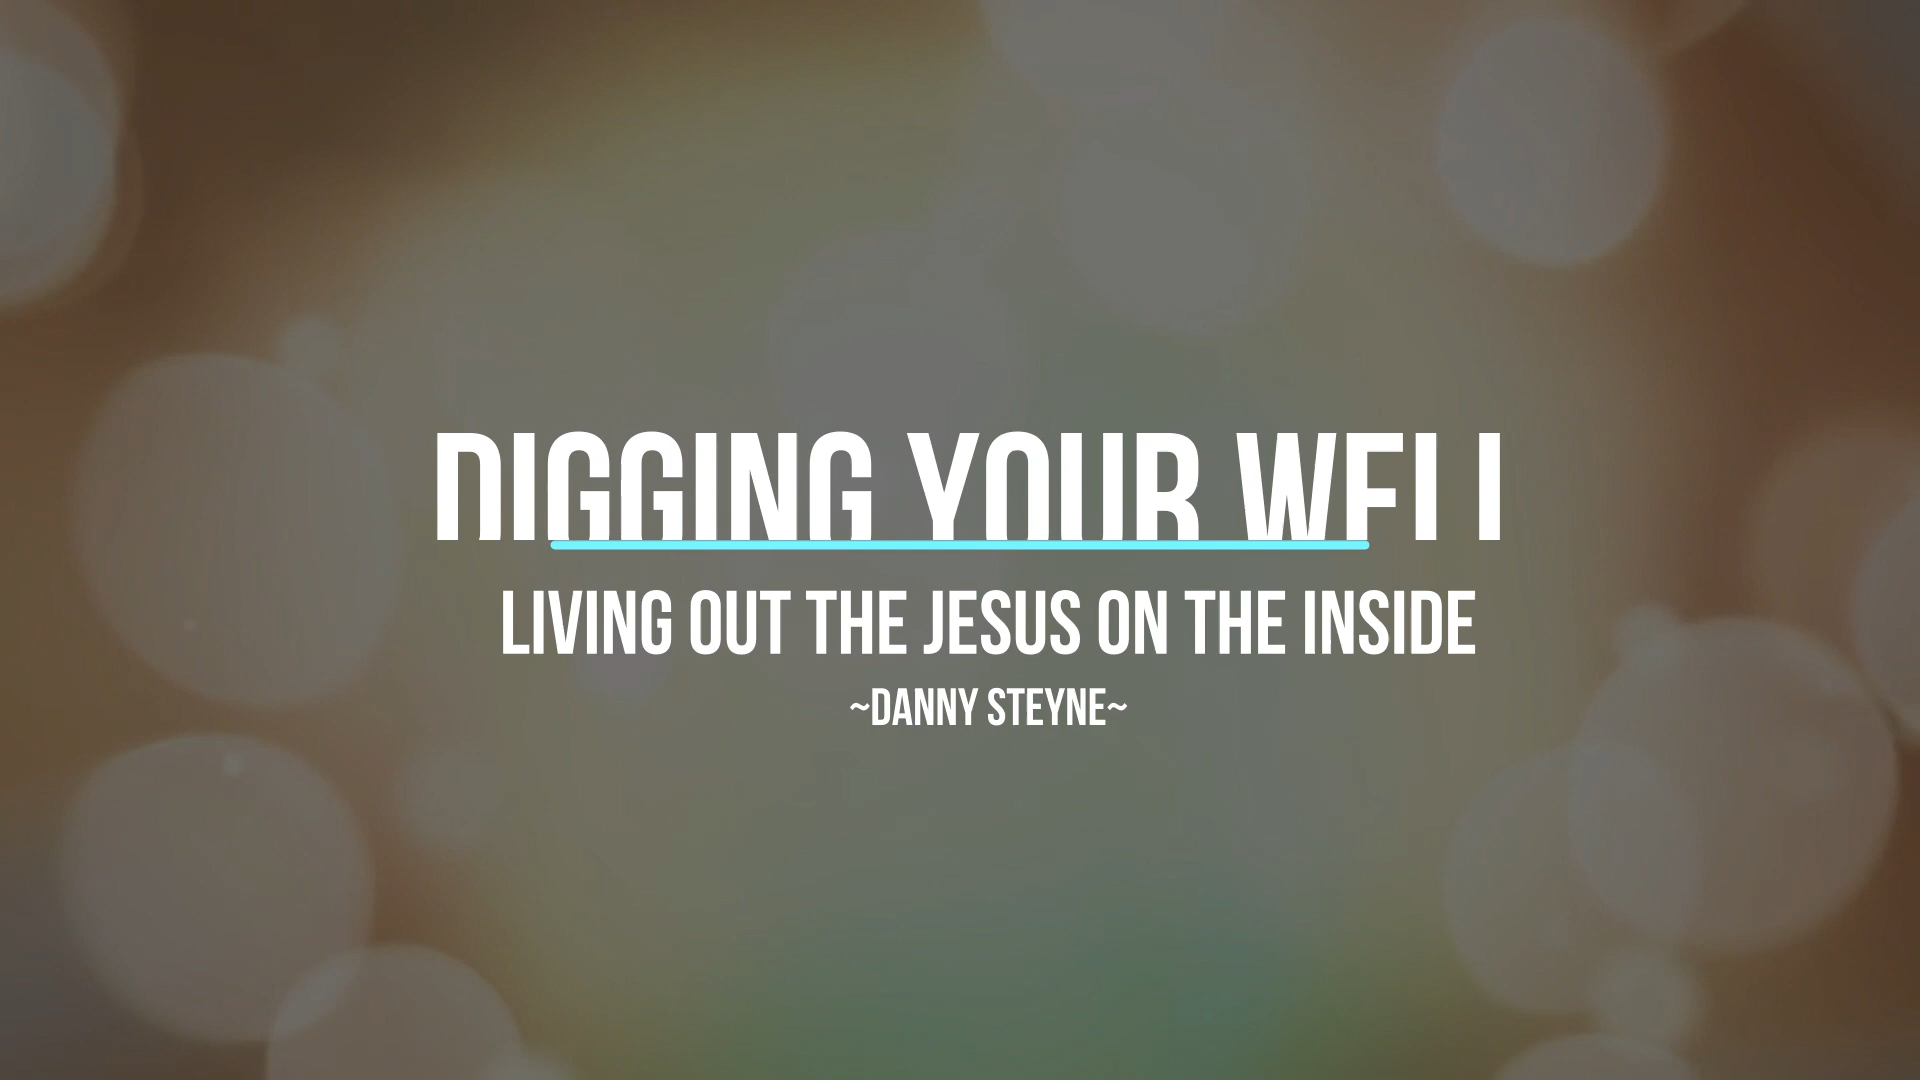 DIGGING YOUR WELL
LIVING OUT THE JESUS ON THE INSIDE
~DANNY STEYNE~